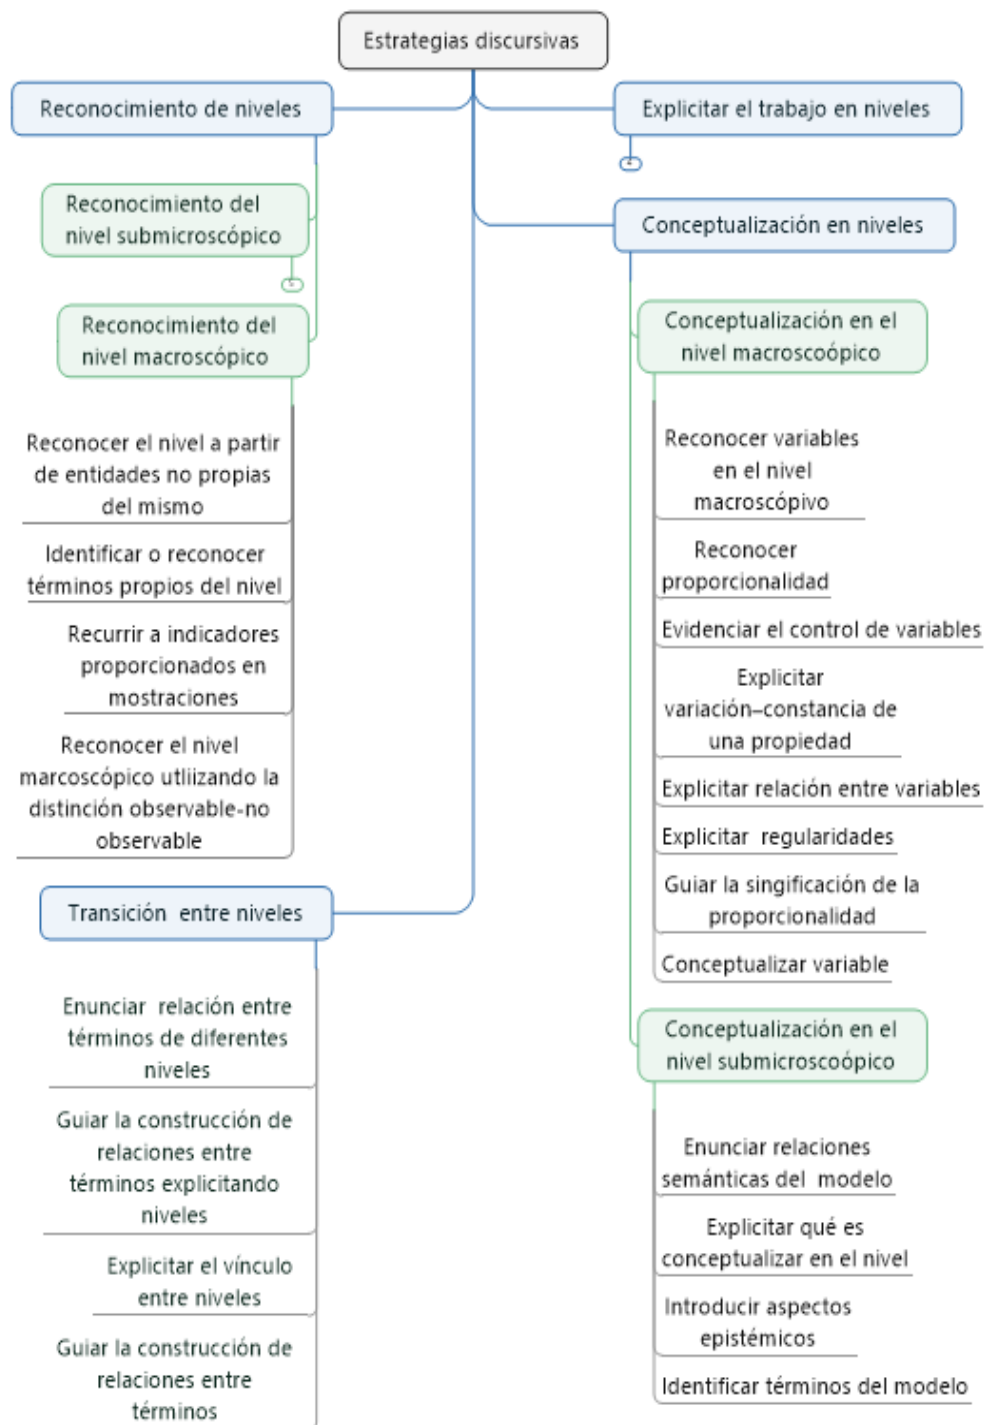 Estrategias discursivas
Reconocimiento de niveles
Reconocimiento del
nivel submicroscópico
Reconocimiento del
nivel macroscópico
Reconocer el nivel a partir
de entidades no propias
del mismo
Identificar o reconocer
términos propios del nivel
Recurrir a indicadores
proporcionados en
mostraciones
Reconocer el nivel
marcoscópico utliizando la
distinción observable-no
observable
Transición entre niveles
Enunciar relación entre
términos de diferentes
niveles
Guiar la construcción de
relaciones entre
términos explicitando
niveles
Explicitar el vínculo
entre niveles
Guiar la construcción de
relaciones entre
términos
Explicitar el trabajo en niveles
Conceptualización en niveles
Conceptualización en el
nivel macroscoópico
Reconocer variables
en el nivel
macroscópivo
Reconocer
proporcionalidad
Evidenciar el control de variables
Explicitar
variación–constancia de
una propiedad
Explicitar relación entre variables
Explicitar regularidades
Guiar la singificación de la
proporcionalidad
Conceptualizar variable
Conceptualización en el
nivel submicroscoópico
Enunciar relaciones
semánticas del modelo
Explicitar qué es
conceptualizar en el nivel
Introducir aspectos
epistémicos
Identificar términos del modelo